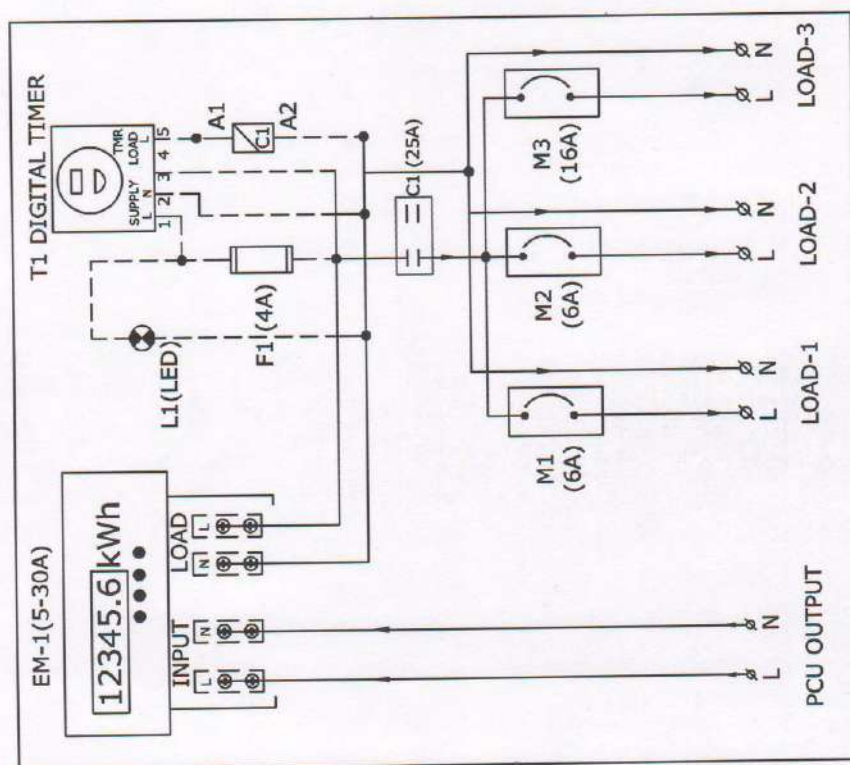 EM-1(5-30A)
12345.6 kWh
INPUT
LOAD
L
N
N
L
L1(LED)
F1 (4A)
T1 DIGITAL TIMER
SUPPLY
TMR
LOAD
L
N
L
1
2
3
4
5
A1
C1
A2
C1 (25A)
M1
(6A)
M2
(6A)
M3
(16A)
L
N
L
N
L
N
L
N
PCU OUTPUT
LOAD-1
LOAD-2
LOAD-3